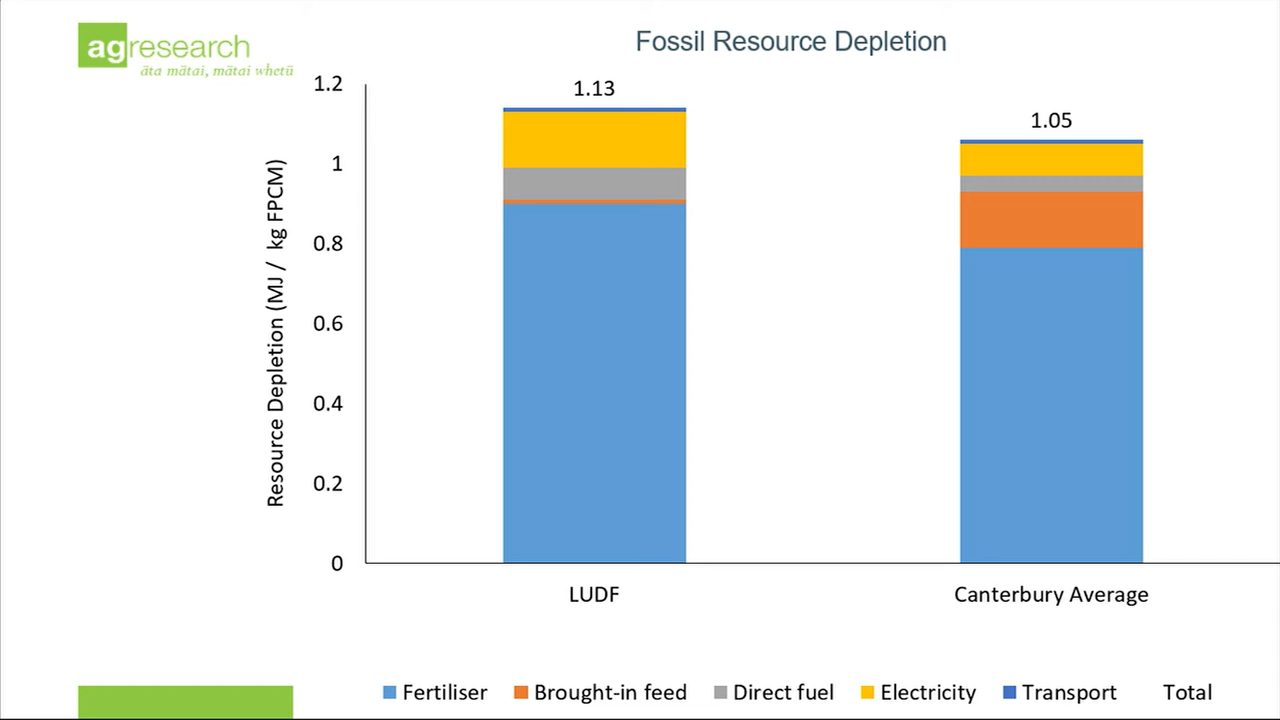 agresearch
āta mātai, mātai whetū
Fossil Resource Depletion
Resource Depletion (MJ / kg FPCM)
1.2
1
0.8
0.6
0.4
0.2
0
1.13
1.05
LUDF
Canterbury Average
Fertiliser Brought-in feed Direct fuel Electricity Transport Total